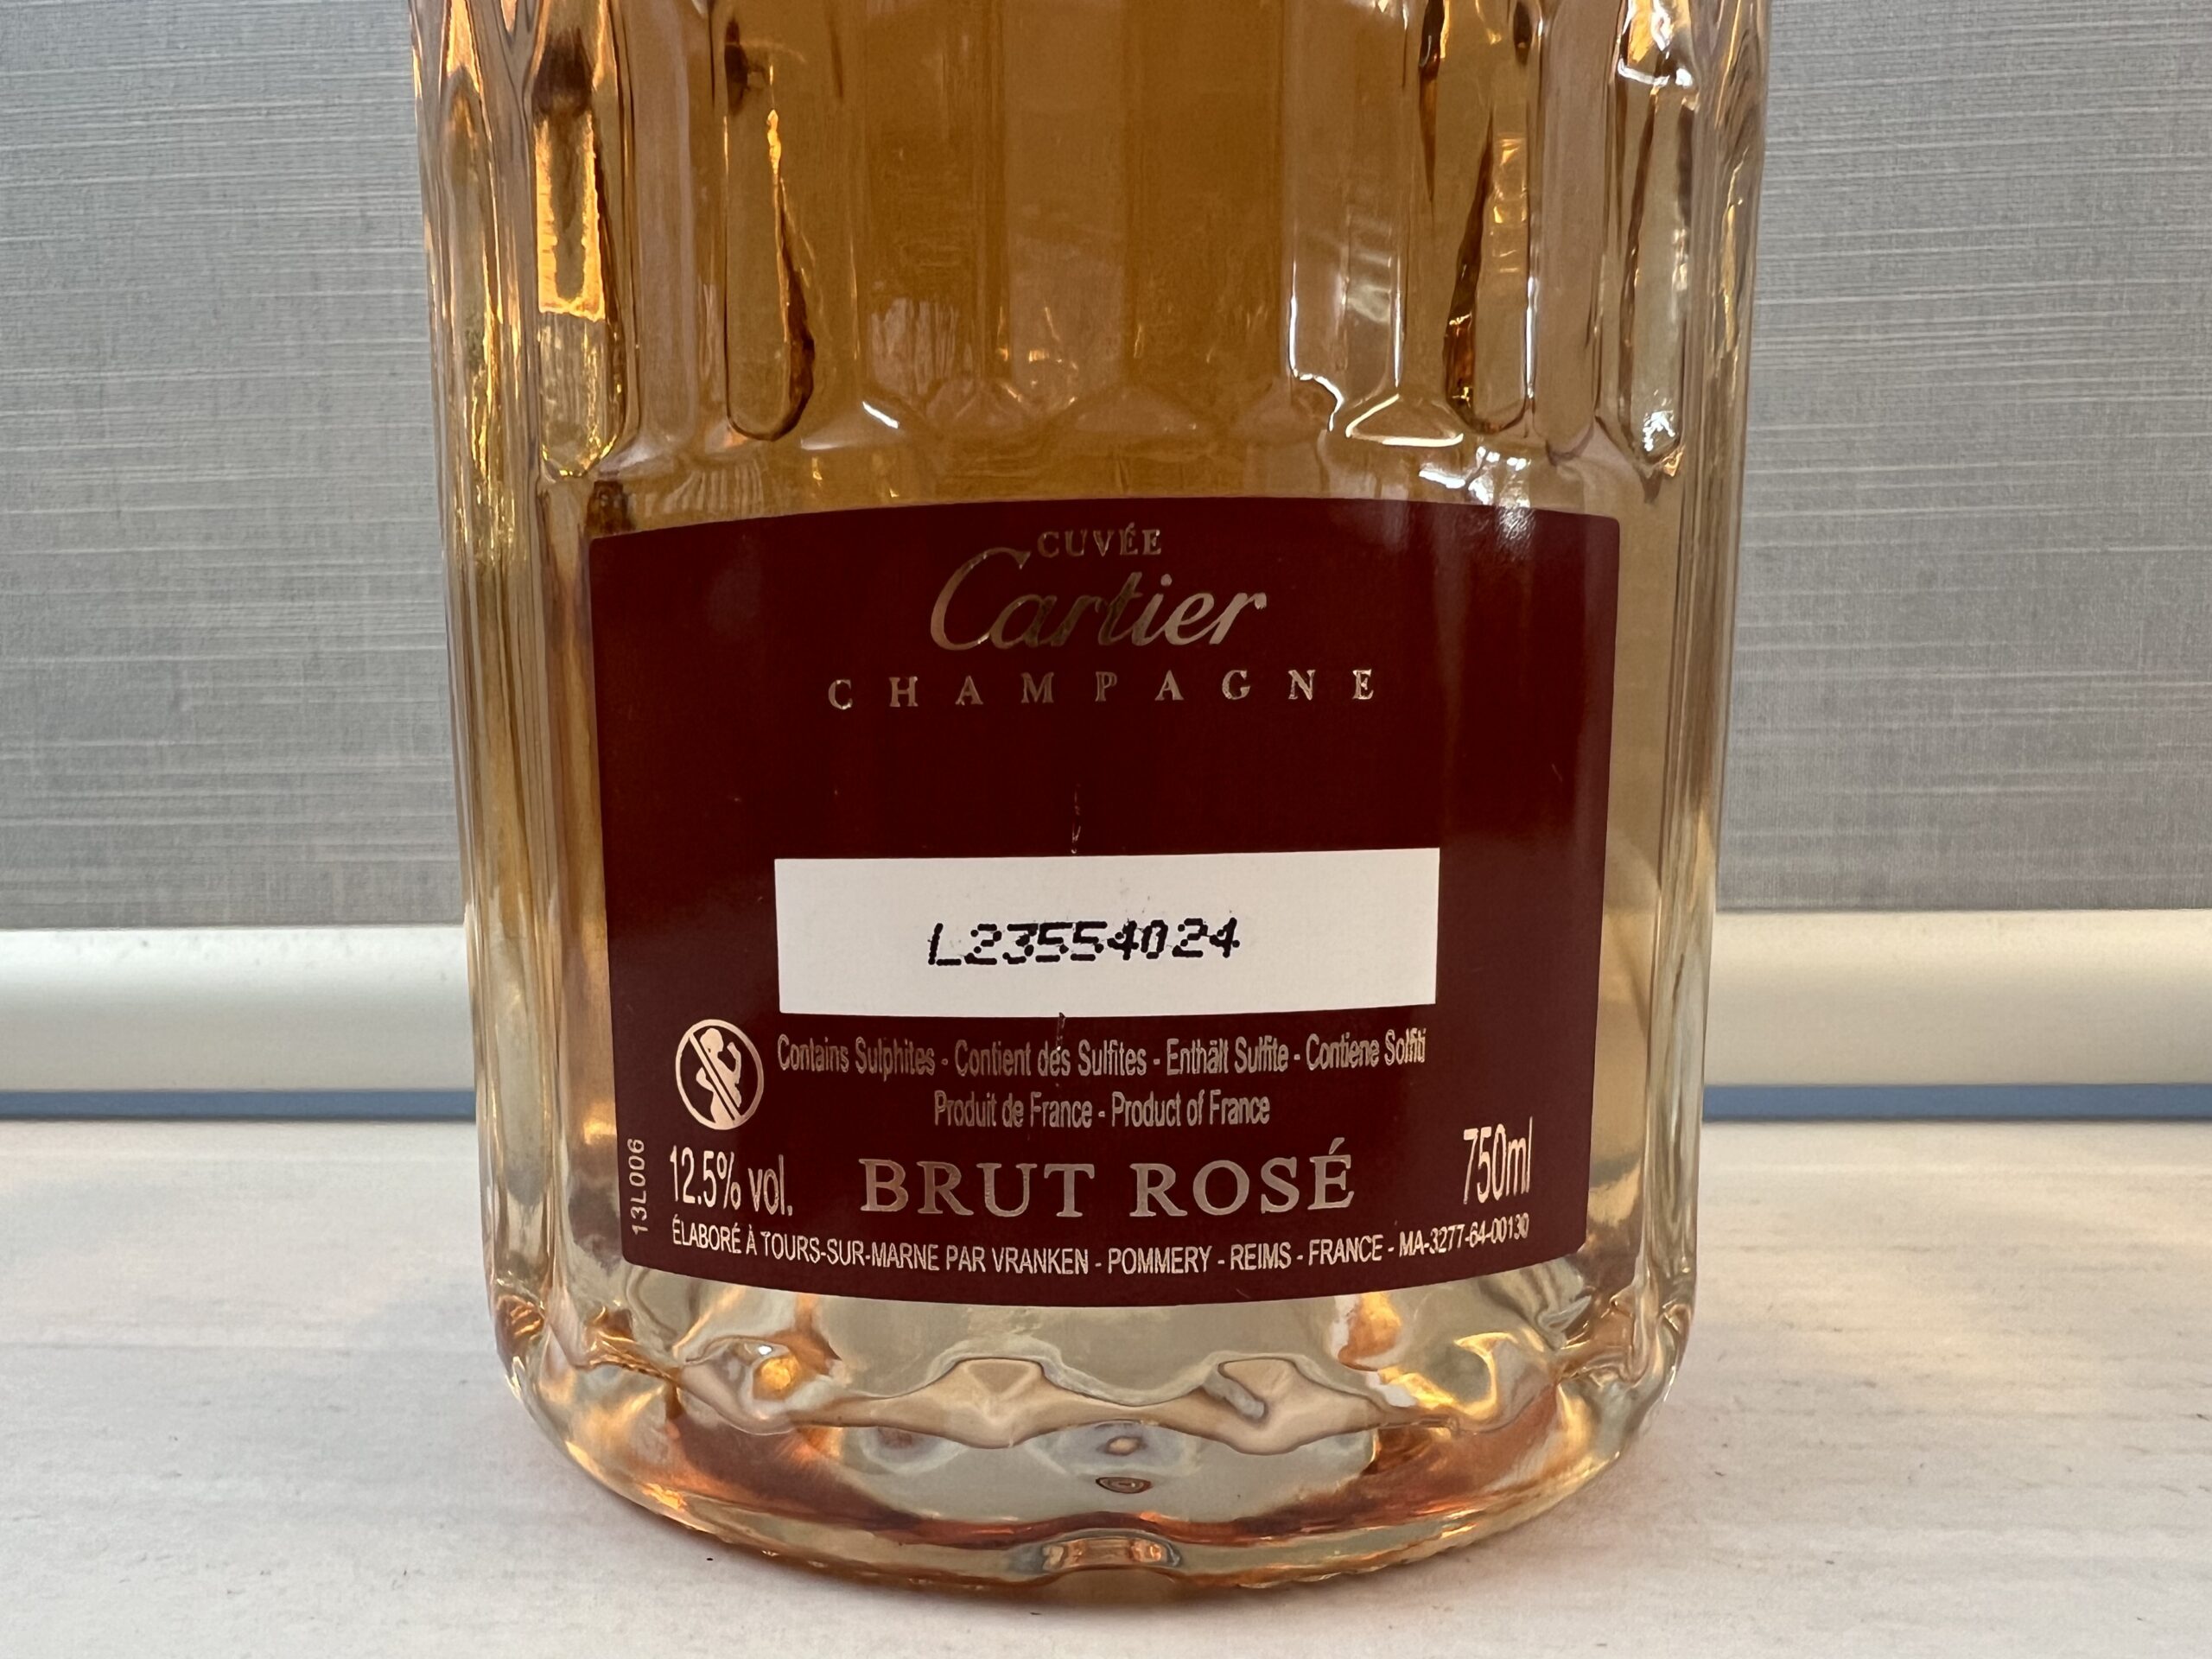 CUVÉE
Cartier
CHAMPAGNE
L23554024
Contains Sulphites - Contient des Sulfites - Enthält Sulfite - Contiene Solfiti
Produit de France - Product of France
13L006
12.5% vol.
BRUT ROSÉ
750ml
ÉLABORÉ À TOURS-SUR-MARNE PAR VRANKEN - POMMERY - REIMS - FRANCE - MA-3277-64-00130